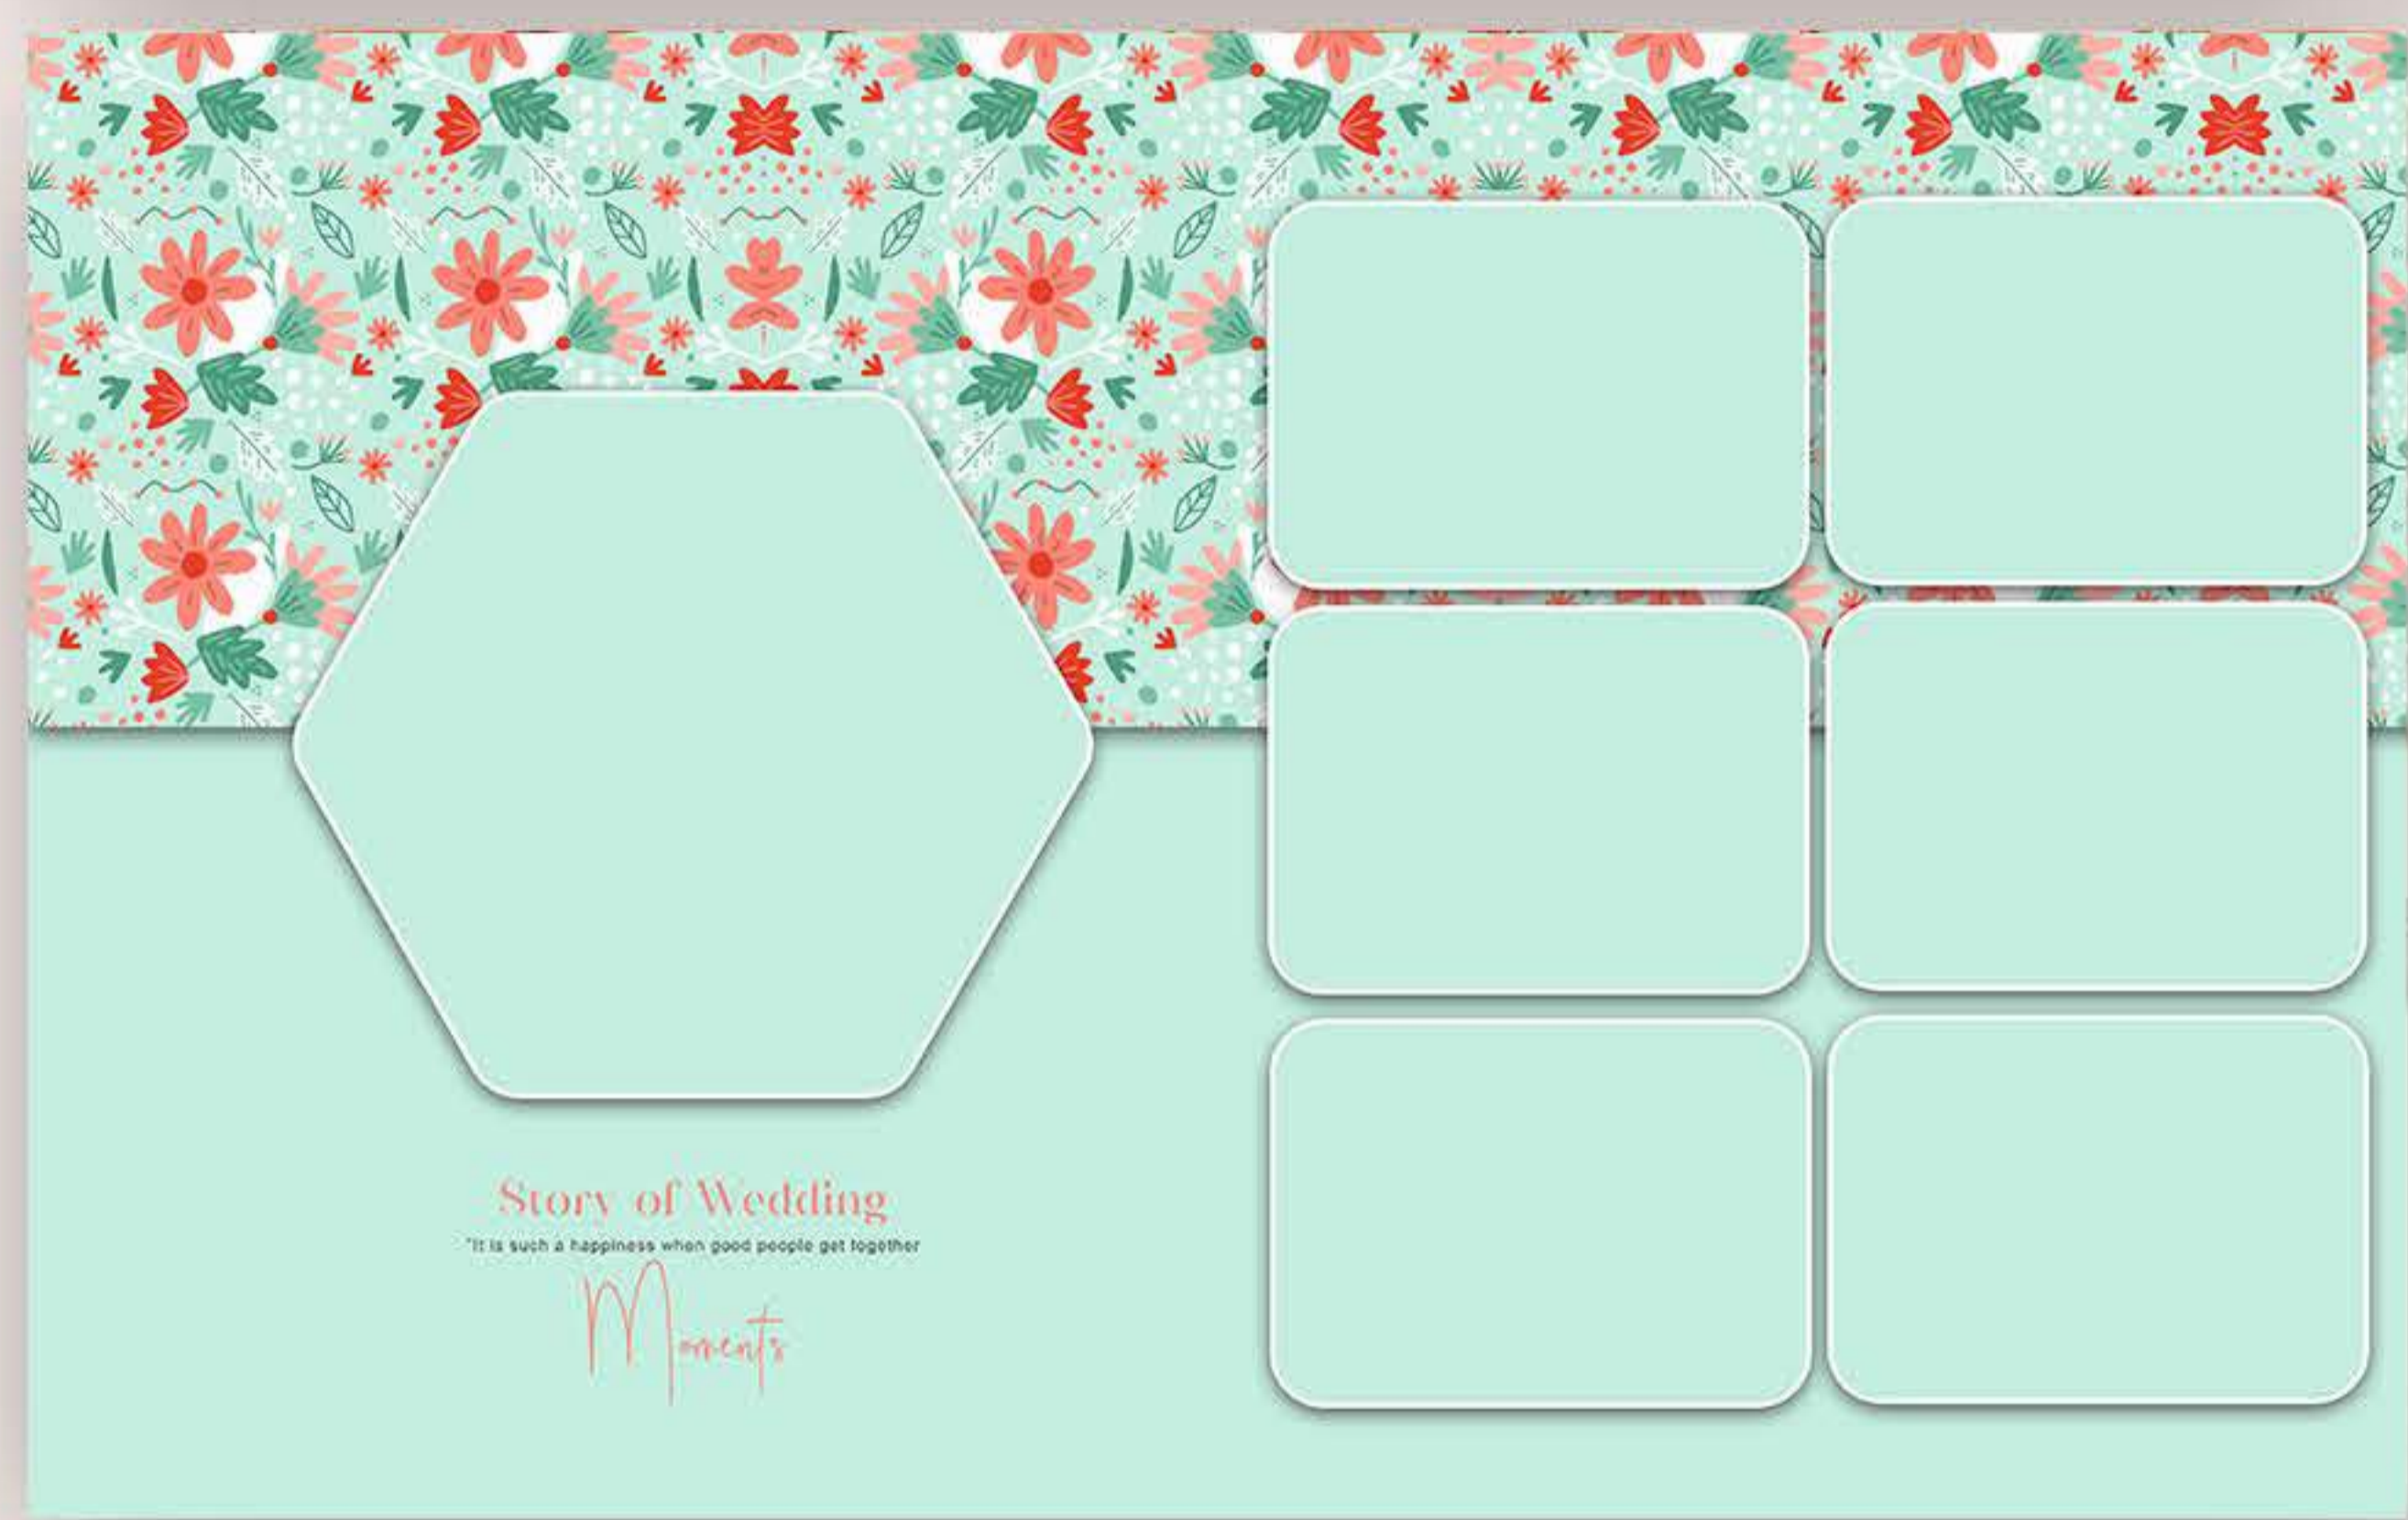 Story of Wedding
"It is such a happiness when good people get together
Moments